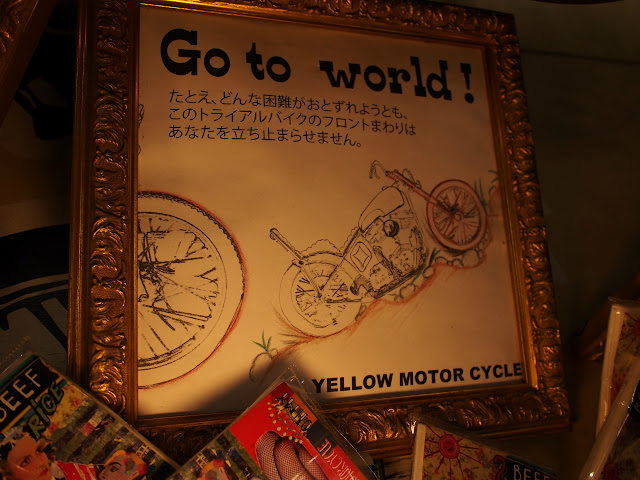 Go to world!
たとえ、どんな困難がおとずれようとも、
このトライアルバイクのフロントまわりは
あなたを立ち止まらせません。
YELLOW MOTOR CYCLE
BEEF
RICE
BEEF